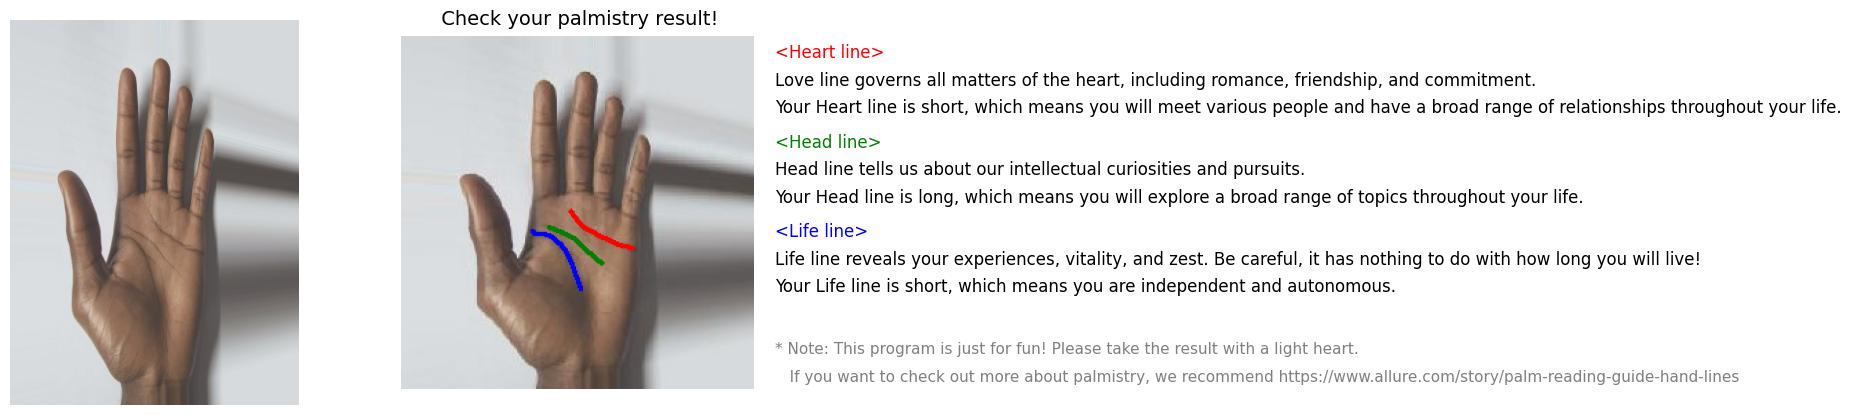 Check your palmistry result!
<Heart line>
Love line governs all matters of the heart, including romance, friendship, and commitment.
Your Heart line is short, which means you will meet various people and have a broad range of relationships throughout your life.
<Head line>
Head line tells us about our intellectual curiosities and pursuits.
Your Head line is long, which means you will explore a broad range of topics throughout your life.
<Life line>
Life line reveals your experiences, vitality, and zest. Be careful, it has nothing to do with how long you will live!
Your Life line is short, which means you are independent and autonomous.
* Note: This program is just for fun! Please take the result with a light heart.
If you want to check out more about palmistry, we recommend https://www.allure.com/story/palm-reading-guide-hand-lines